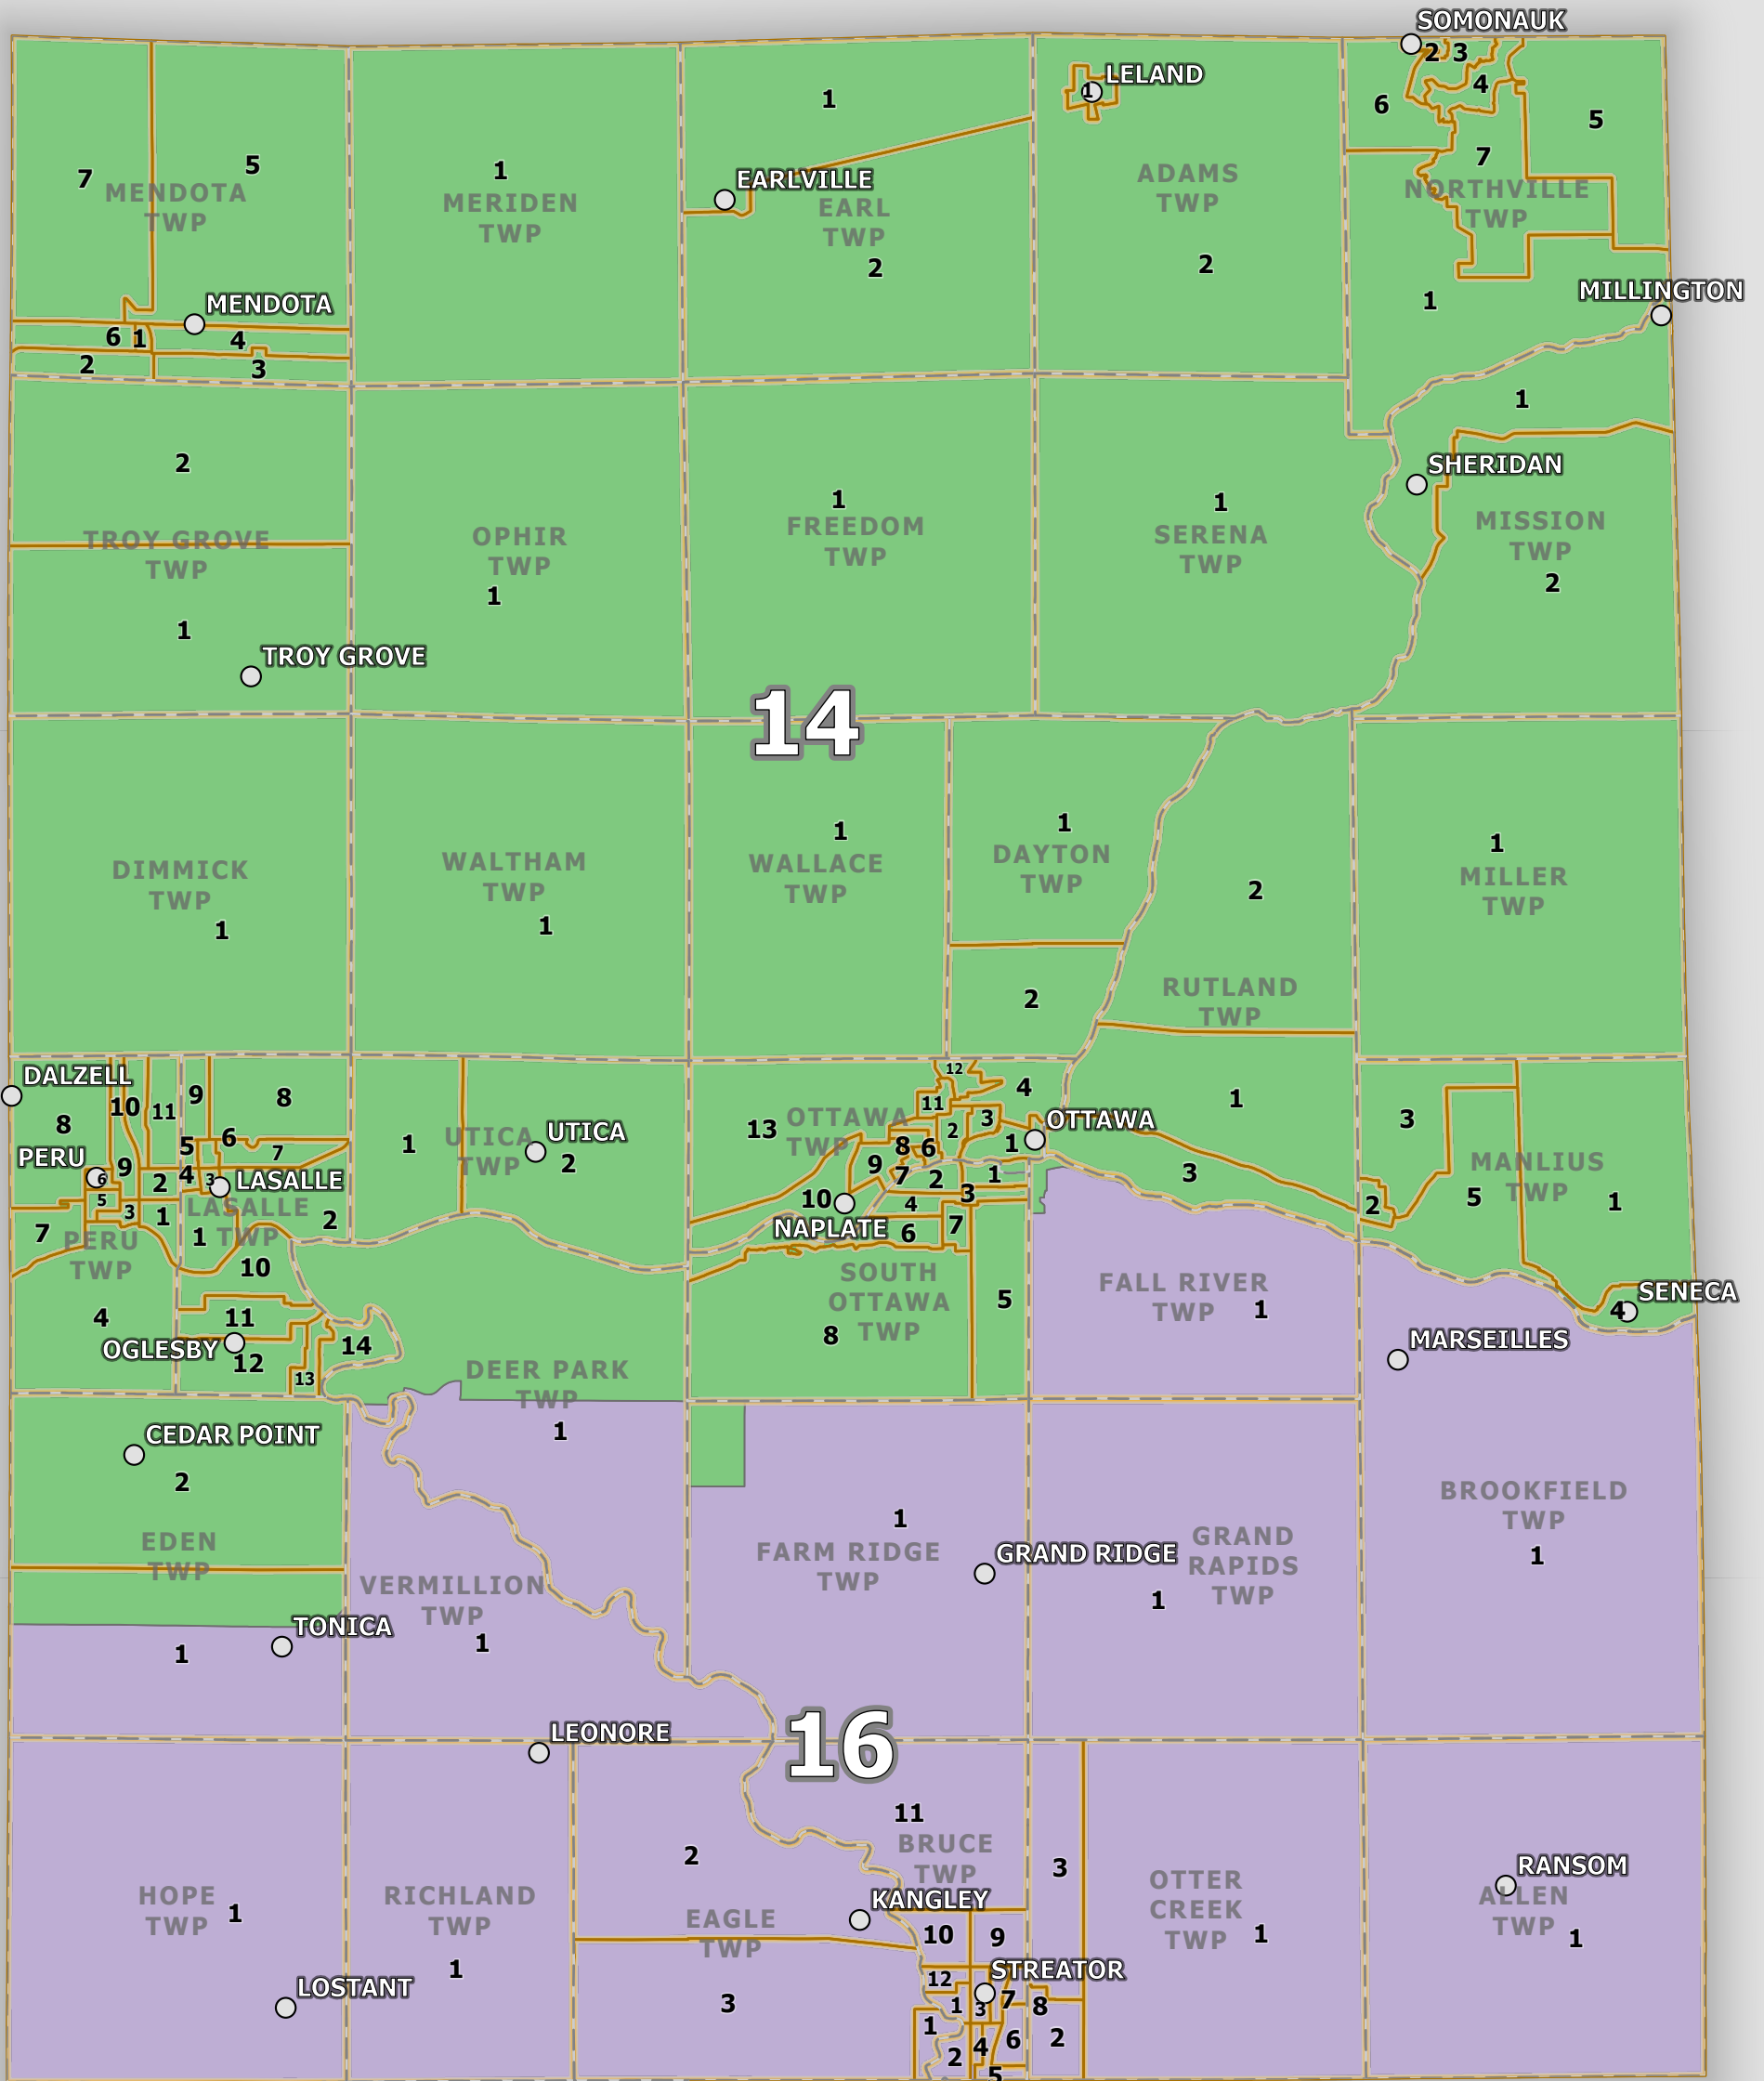 SOMONAUK
2 3
LELAND
1
4
6
5
1
7
5
1
7
MENDOTA
TWP
MERIDEN
TWP
EARLVILLE
EARL
TWP
2
ADAMS
TWP
2
NORTHVILLE
TWP
1
MILLINGTON
MENDOTA
6 1 4
2 3
1
2
SHERIDAN
TROY GROVE
TWP
1
TROY GROVE
OPHIR
TWP
1
1
FREEDOM
TWP
1
SERENA
TWP
MISSION
TWP
2
14
DIMMICK
TWP
1
WALTHAM
TWP
1
1
WALLACE
TWP
1
DAYTON
TWP
2
2
RUTLAND
TWP
1
MILLER
TWP
DALZELL
8
10
11
9
8
PERU
9
6
5
2
4
3
5
6
7
LASALLE
3
1
LASALLE
TWP
1
2
7
PERU
TWP
10
4
11
OGLESBY
12
13
14
1
UTICA
TWP
UTICA
2
13
OTTAWA
TWP
12
4
11
2
3
1
OTTAWA
8 6
9
7
2
1
10
4
3
NAPLATE
6
7
SOUTH
OTTAWA
TWP
8
5
1
3
3
2
MANLIUS
TWP
5
1
FALL RIVER
TWP
1
SENECA
4
MARSEILLES
DEER PARK
TWP
1
CEDAR POINT
2
EDEN
TWP
TONICA
1
VERMILLION
TWP
1
1
FARM RIDGE
TWP
GRAND RIDGE
GRAND
RAPIDS
TWP
1
BROOKFIELD
TWP
1
16
LEONORE
HOPE
TWP
1
LOSTANT
RICHLAND
TWP
1
2
EAGLE
TWP
3
11
BRUCE
TWP
KANGLEY
10
9
12
STREATOR
1
3
7
8
1
2
4
6
5
3
2
OTTER
CREEK
TWP
1
RANSOM
ALLEN
TWP
1